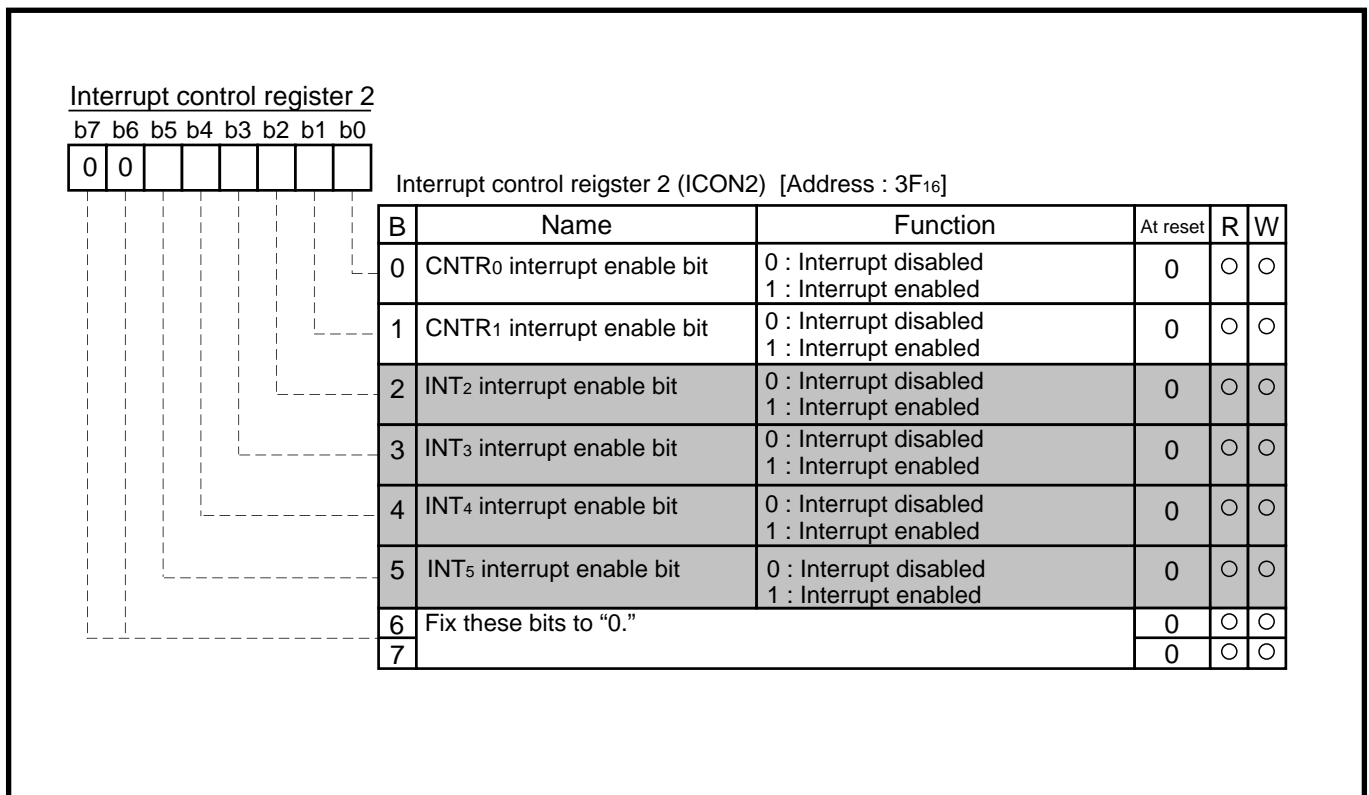 Interrupt control register 2
b7 b6 b5 b4 b3 b2 b1 b0
0 0
Interrupt control reigster 2 (ICON2) [Address : 3F16]
B Name Function At reset R W
0 CNTR0 interrupt enable bit 0 : Interrupt disabled 0 ○ ○
1 : Interrupt enabled
1 CNTR1 interrupt enable bit 0 : Interrupt disabled 0 ○ ○
1 : Interrupt enabled
2 INT2 interrupt enable bit 0 : Interrupt disabled 0 ○ ○
1 : Interrupt enabled
3 INT3 interrupt enable bit 0 : Interrupt disabled 0 ○ ○
1 : Interrupt enabled
4 INT4 interrupt enable bit 0 : Interrupt disabled 0 ○ ○
1 : Interrupt enabled
5 INT5 interrupt enable bit 0 : Interrupt disabled 0 ○ ○
1 : Interrupt enabled
6 Fix these bits to “0.” 0 ○ ○
7 0 ○ ○